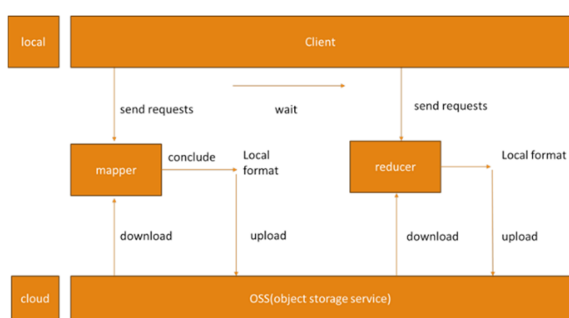 local
Client
send requests
wait
send requests
mapper
conclude
Local
format
reducer
Local format
download
upload
download
upload
cloud
OSS(object storage service)